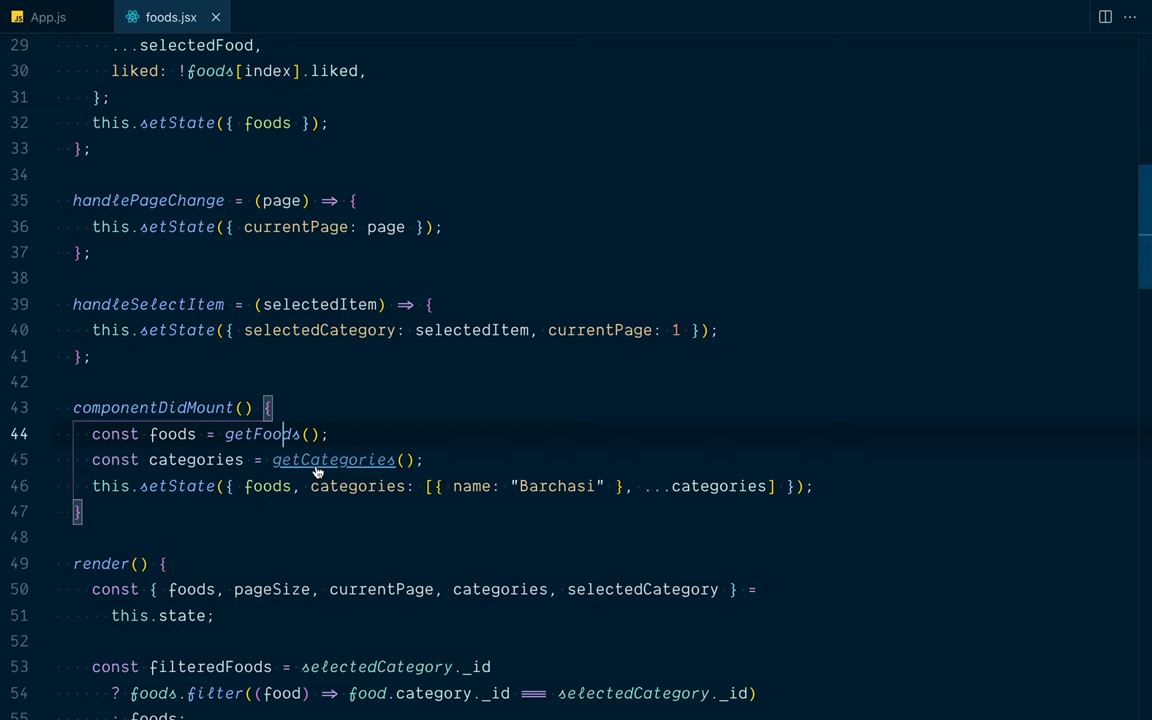 JS App.js
foods.jsx ×
29 ...selectedFood,
30 liked: !foods[index].liked,
31 };
32 this.setState({ foods });
33 };
34
35 handlePageChange = (page) => {
36 this.setState({ currentPage: page });
37 };
38
39 handleSelectItem = (selectedItem) => {
40 this.setState({ selectedCategory: selectedItem, currentPage: 1 });
41 };
42
43 componentDidMount() {
44 const foods = getFoods();
45 const categories = getCategories();
46 this.setState({ foods, categories: [{ name: "Barchasi" }, ...categories] });
47 }
48
49 render() {
50 const { foods, pageSize, currentPage, categories, selectedCategory } =
51 this.state;
52
53 const filteredFoods = selectedCategory._id
54 ? foods.filter((food) => food.category._id === selectedCategory._id)
55 : foods;